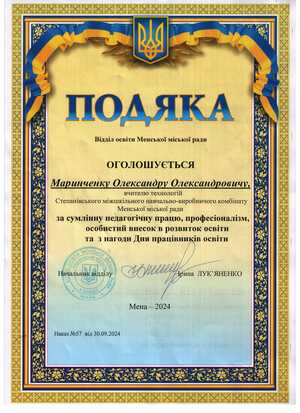 ПОДЯКА
Відділ освіти Менської міської ради
ОГОЛОШУЄТЬСЯ
Маринченку Олександру Олександровичу,
вчителю технологій
Степанівського міжшкільного навчально-виробничого комбінату
Менської міської ради
за сумлінну педагогічну працю, професіоналізм,
особистий внесок в розвиток освіти
та з нагоди Дня працівників освіти
Начальник відділу Ірина ЛУК'ЯНЕНКО
Мена – 2024
Наказ №57 від 30.09.2024